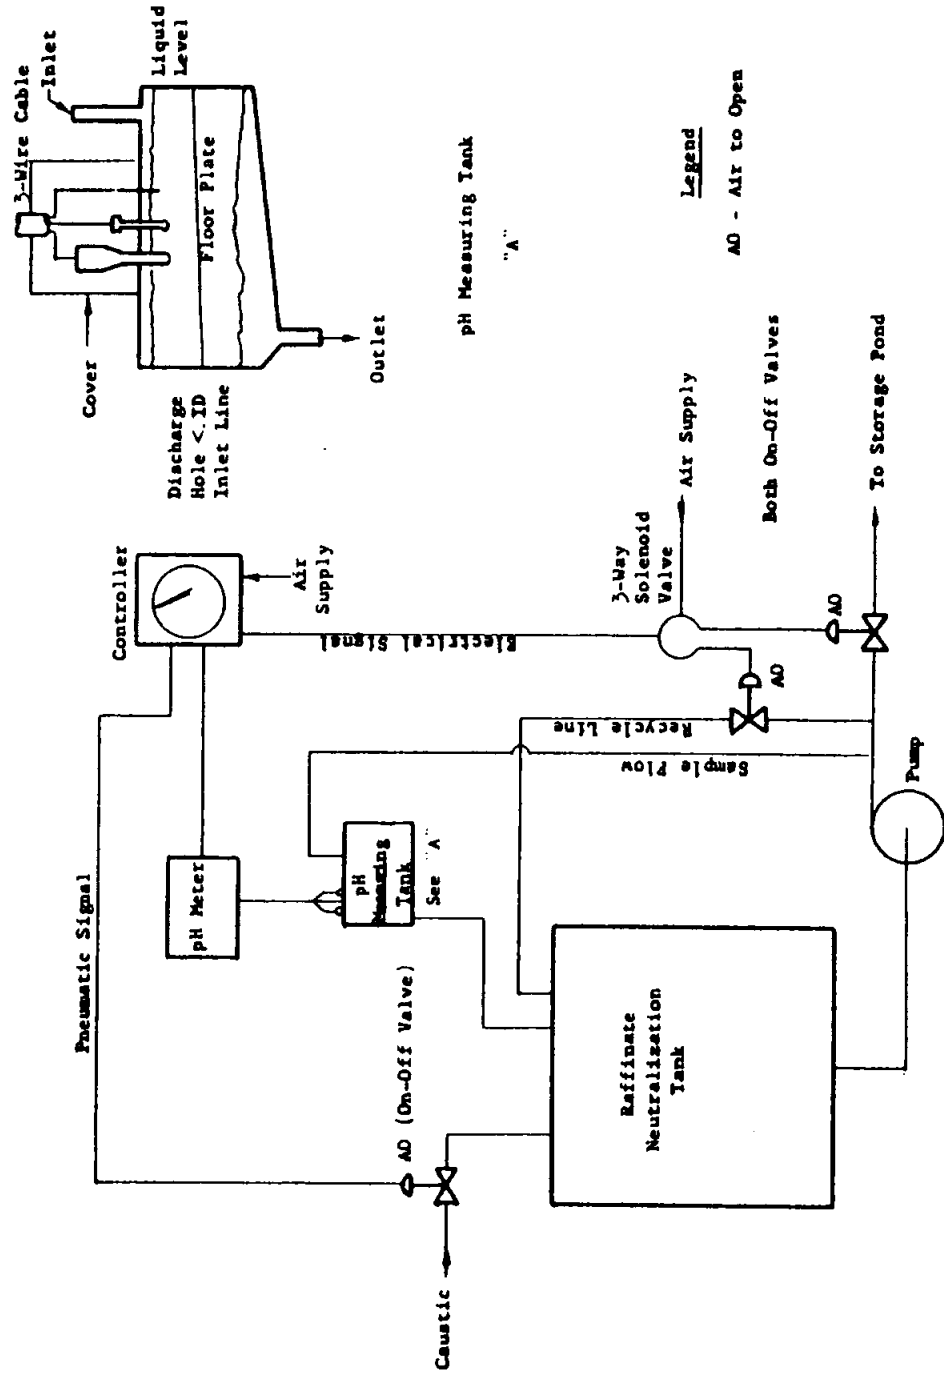 3-Wire Cable
Inlet
Liquid
Level
Cover
Floor Plate
Discharge
Hole <.ID
Inlet Line
Outlet
pH Measuring Tank
"A"
Legend
AO - Air to Open
Controller
Air
Supply
Pneumatic Signal
pH Meter
pH
Measuring
Tank
See "A"
Electrical Signal
3-Way
Solenoid
Valve
Air Supply
Both On-Off Valves
AO
AO
To Storage Pond
Recycle Line
Sample Flow
Pump
AO (On-Off Valve)
Caustic
Raffinate
Neutralization
Tank